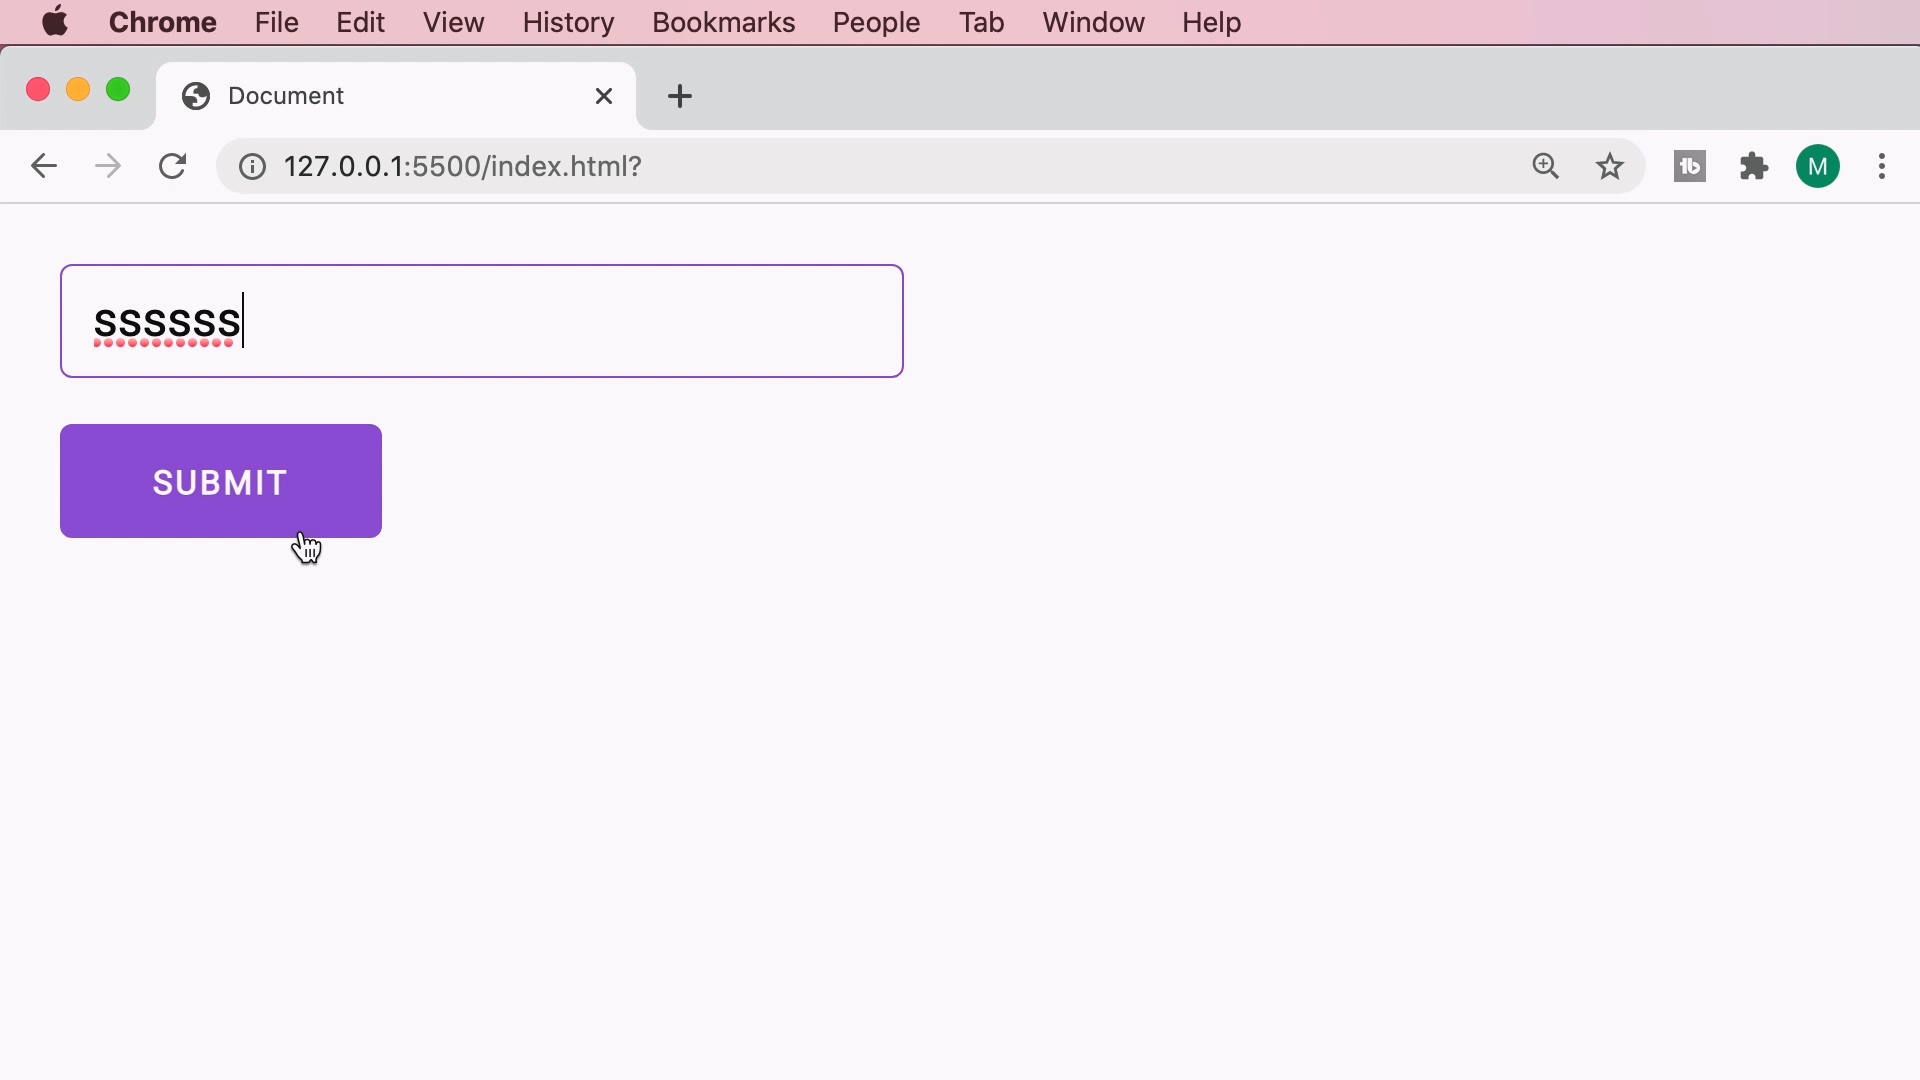 Chrome File Edit View History Bookmarks People Tab Window Help
Document
127.0.0.1:5500/index.html?
M
ssssss
SUBMIT